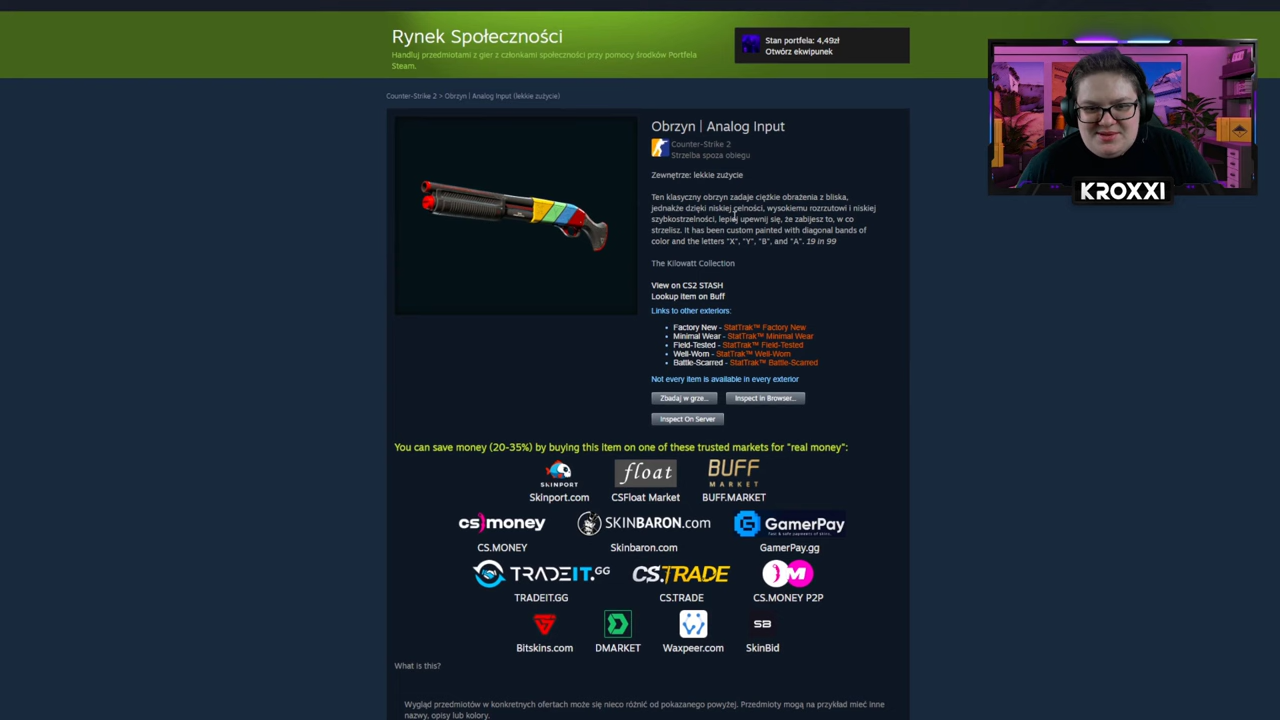 Rynek Społeczności
Handluj przedmiotami z gier z członkami społeczności przy pomocy środków Portfela
Steam.
Stan portfela: 4,49zł
Otwórz ekwipunek
Counter-Strike 2 > Obrzyn | Analog Input (lekkie zużycie)
KROXXI
Obrzyn | Analog Input
Counter-Strike 2
Strzelba spoza obiegu
Zewnętrze: lekkie zużycie
Ten klasyczny obrzyn zadaje ciężkie obrażenia z bliska,
jednakże dzięki niskiej celności, wysokiemu rozrzutowi i niskiej
szybkostrzelności, lepiej upewnij się, że zabijesz to, w co
strzelisz. It has been custom painted with diagonal bands of
color and the letters "X", "Y", "B", and "A". 19 in 99
The Kilowatt Collection
View on CS2 STASH
Lookup item on Buff
Links to other exteriors:
• Factory New - StatTrak™ Factory New
• Minimal Wear - StatTrak™ Minimal Wear
• Field-Tested - StatTrak™ Field-Tested
• Well-Worn - StatTrak™ Well-Worn
• Battle-Scarred - StatTrak™ Battle-Scarred
Not every item is available in every exterior
Zbadaj w grze... Inspect in Browser...
Inspect On Server
You can save money (20-35%) by buying this item on one of these trusted markets for "real money":
SKINPORT float BUFF MARKET
Skinport.com CSFloat Market BUFF.MARKET
cs money SKINBARON.com GamerPay
CS.MONEY Skinbaron.com GamerPay.gg
TRADEIT.GG CS.TRADE M
TRADEIT.GG CS.TRADE CS.MONEY P2P
SB
Bitskins.com DMARKET Waxpeer.com SkinBid
What is this?
Wygląd przedmiotów w konkretnych ofertach może się nieco różnić od pokazanego powyżej. Przedmioty mogą na przykład mieć inne
nazwy, opisy lub kolory.